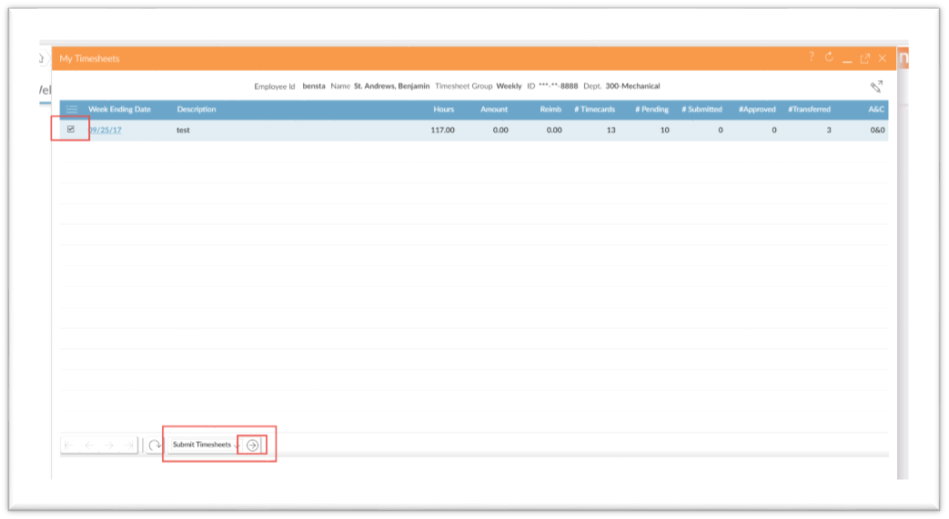 My Timesheets ?
Employee Id bensta Name St. Andrews, Benjamin Timesheet Group Weekly ID ***-**-8888 Dept. 300-Mechanical
Week Ending Date Description Hours Amount Reimb # Timecards # Pending # Submitted #Approved #Transferred A&C
09/25/17 test 117.00 0.00 0.00 13 10 0 0 3 0&0
Submit Timesheets